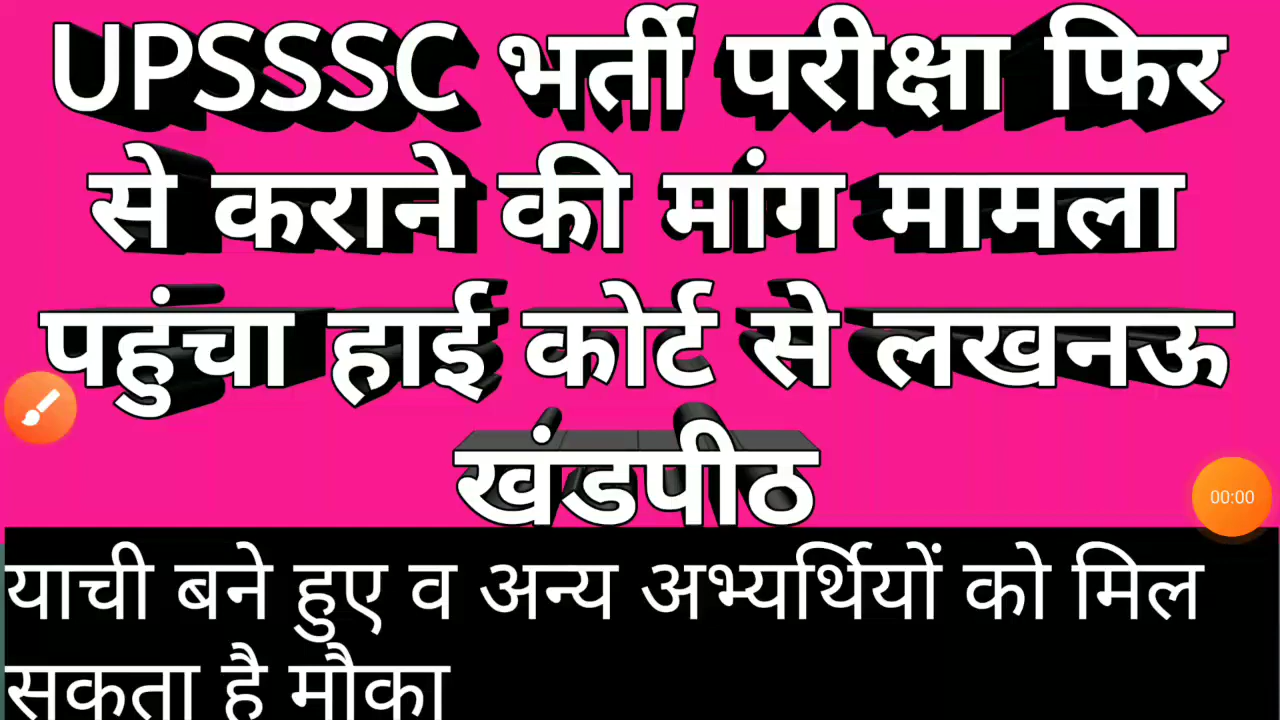 UPSSSC भर्ती परीक्षा फिर
से कराने की मांग मामला
पहुंचा हाई कोर्ट से लखनऊ
खंडपीठ
00:00
याची बने हुए व अन्य अभ्यर्थियों को मिल
सकता है मौका